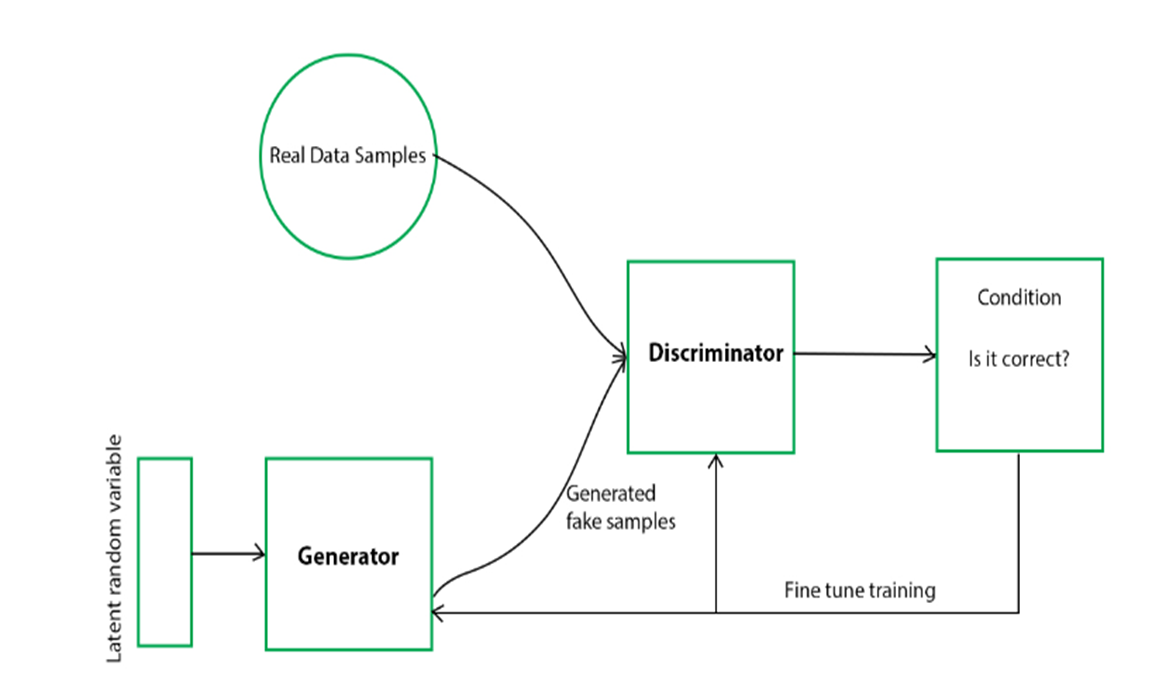 Real Data Samples
Discriminator
Condition
Is it correct?
Latent random variable
Generator
Generated
fake samples
Fine tune training